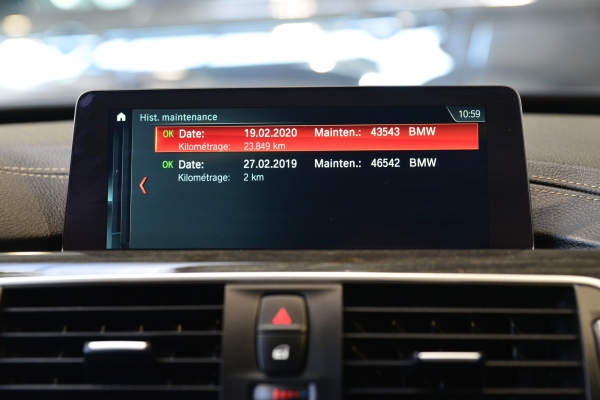 Hist. maintenance 10:59
OK Date: 19.02.2020 Mainten.: 43543 BMW
Kilométrage: 23.849 km
OK Date: 27.02.2019 Mainten.: 46542 BMW
Kilométrage: 2 km